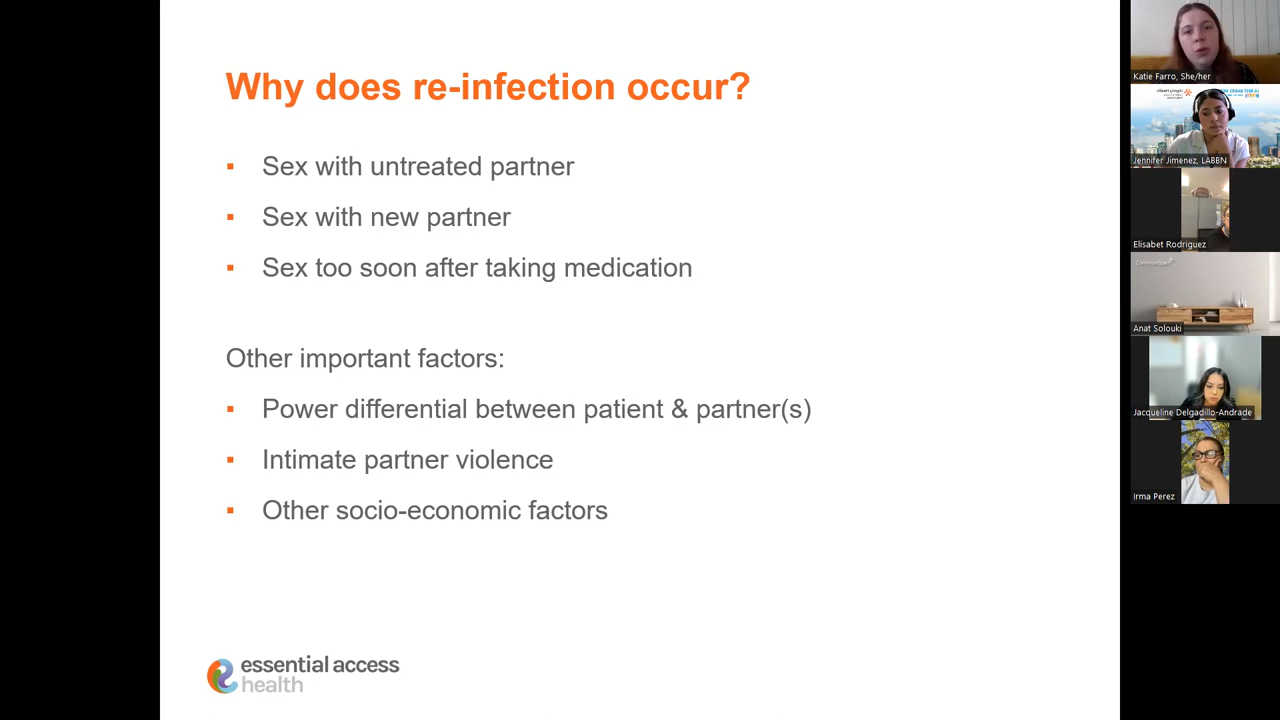 Why does re-infection occur?
Sex with untreated partner
Sex with new partner
Sex too soon after taking medication
Other important factors:
Power differential between patient & partner(s)
Intimate partner violence
Other socio-economic factors
essential access
health
Katie Farro, She/her
Jennifer Jimenez, LABBN
Elisabet Rodriguez
Anat Solouki
Jacqueline Delgadillo-Andrade
Irma Perez